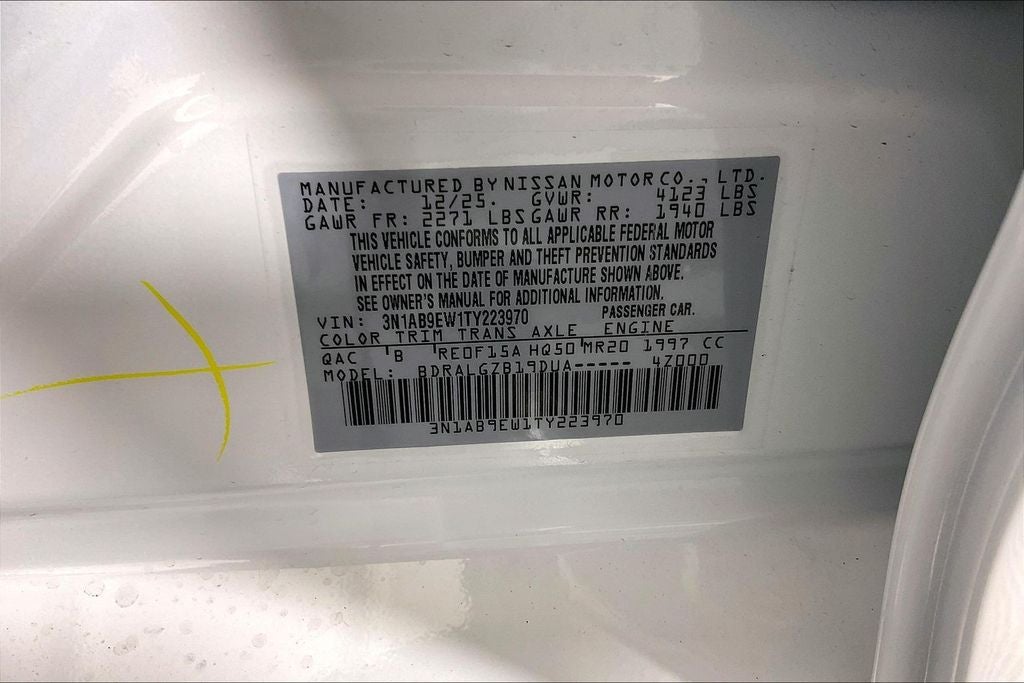 MANUFACTURED BY NISSAN MOTOR CO., LTD.
DATE: 12/25. GVWR: 4123 LBS
GAWR FR: 2271 LBS GAWR RR: 1940 LBS
THIS VEHICLE CONFORMS TO ALL APPLICABLE FEDERAL MOTOR
VEHICLE SAFETY, BUMPER AND THEFT PREVENTION STANDARDS
IN EFFECT ON THE DATE OF MANUFACTURE SHOWN ABOVE.
SEE OWNER'S MANUAL FOR ADDITIONAL INFORMATION.
VIN: 3N1AB9EW1TY223970 PASSENGER CAR.
COLOR TRIM TRANS AXLE ENGINE
QAC B RE0F15A HQ50 MR20 1997 CC
MODEL: BDRALGZB19DUA----- 4Z000
3N1AB9EW1TY223970